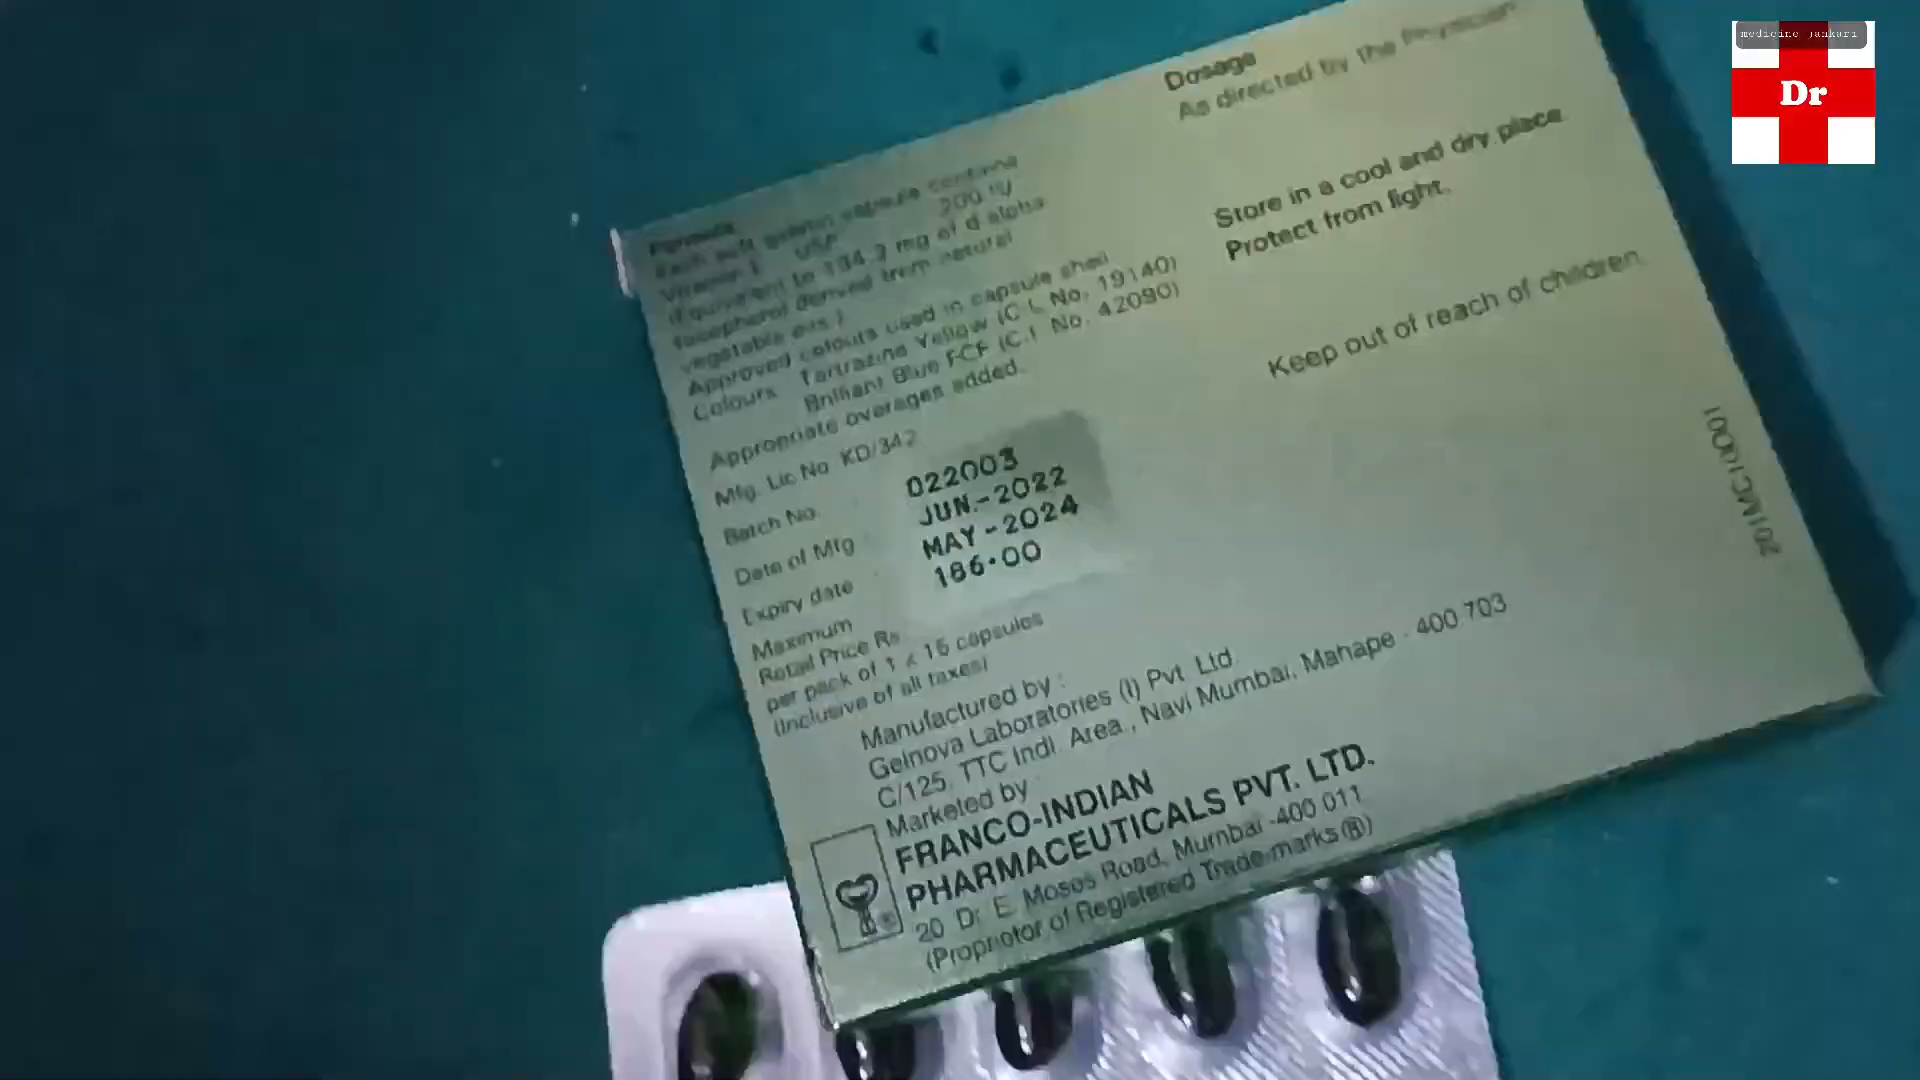 medicine jankari
Dr
Dosage
As directed by the Physician
Store in a cool and dry place.
Protect from light.
Keep out of reach of children.
Formula
Each soft gelatin capsule contains
Vitamin E USP 200 IU
(Equivalent to 134.2 mg of d alpha
tocopherol derived from natural
vegetable oils.)
Approved colours used in capsule shell
Colours Tartrazine Yellow (C.I. No. 19140)
Brilliant Blue FCF (C.I. No. 42090)
Appropriate overages added.
Mfg. Lic No. KD/342
Batch No. 022003
Date of Mfg JUN.-2022
Expiry date MAY-2024
Maximum
Retail Price Rs. 186.00
per pack of 1 x 15 capsules
(Inclusive of all taxes)
Manufactured by :
Gelnova Laboratories (I) Pvt. Ltd.
C/125, TTC Indl. Area., Navi Mumbai, Mahape - 400 703
Marketed by
FRANCO-INDIAN
PHARMACEUTICALS PVT. LTD.
20 Dr. E. Moses Road, Mumbai -400 011
(Proprietor of Registered Trade-marks ®)